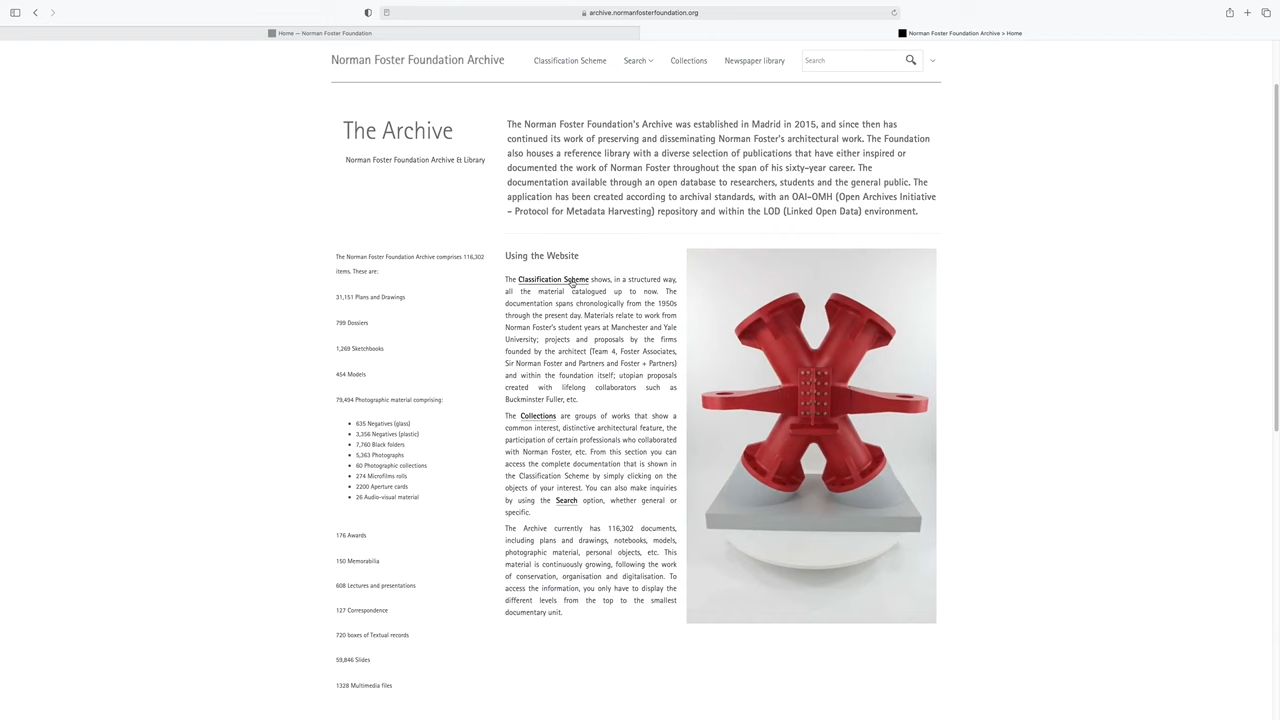 archive.normanfosterfoundation.org
Home — Norman Foster Foundation
Norman Foster Foundation Archive > Home
Norman Foster Foundation Archive
Classification Scheme
Search
Collections
Newspaper library
Search
The Archive
Norman Foster Foundation Archive & Library
The Norman Foster Foundation's Archive was established in Madrid in 2015, and since then has
continued its work of preserving and disseminating Norman Foster's architectural work. The Foundation
also houses a reference library with a diverse selection of publications that have either inspired or
documented the work of Norman Foster throughout the span of his sixty-year career. The
documentation available through an open database to researchers, students and the general public. The
application has been created according to archival standards, with an OAI-OMH (Open Archives Initiative
– Protocol for Metadata Harvesting) repository and within the LOD (Linked Open Data) environment.
The Norman Foster Foundation Archive comprises 116,302
items. These are:
31,151 Plans and Drawings
799 Dossiers
1,269 Sketchbooks
454 Models
79,494 Photographic material comprising:
635 Negatives (glass)
3,356 Negatives (plastic)
7,760 Black folders
5,363 Photographs
60 Photographic collections
274 Microfilms rolls
2200 Aperture cards
26 Audio-visual material
176 Awards
150 Memorabilia
608 Lectures and presentations
127 Correspondence
720 boxes of Textual records
59,846 Slides
1328 Multimedia files
Using the Website
The Classification Scheme shows, in a structured way,
all the material catalogued up to now. The
documentation spans chronologically from the 1950s
through the present day. Materials relate to work from
Norman Foster's student years at Manchester and Yale
University; projects and proposals by the firms
founded by the architect (Team 4, Foster Associates,
Sir Norman Foster and Partners and Foster + Partners)
and within the foundation itself; utopian proposals
created with lifelong collaborators such as
Buckminster Fuller, etc.
The Collections are groups of works that show a
common interest, distinctive architectural feature, the
participation of certain professionals who collaborated
with Norman Foster, etc. From this section you can
access the complete documentation that is shown in
the Classification Scheme by simply clicking on the
objects of your interest. You can also make inquiries
by using the Search option, whether general or
specific.
The Archive currently has 116,302 documents,
including plans and drawings, notebooks, models,
photographic material, personal objects, etc. This
material is continuously growing, following the work
of conservation, organisation and digitalisation. To
access the information, you only have to display the
different levels from the top to the smallest
documentary unit.